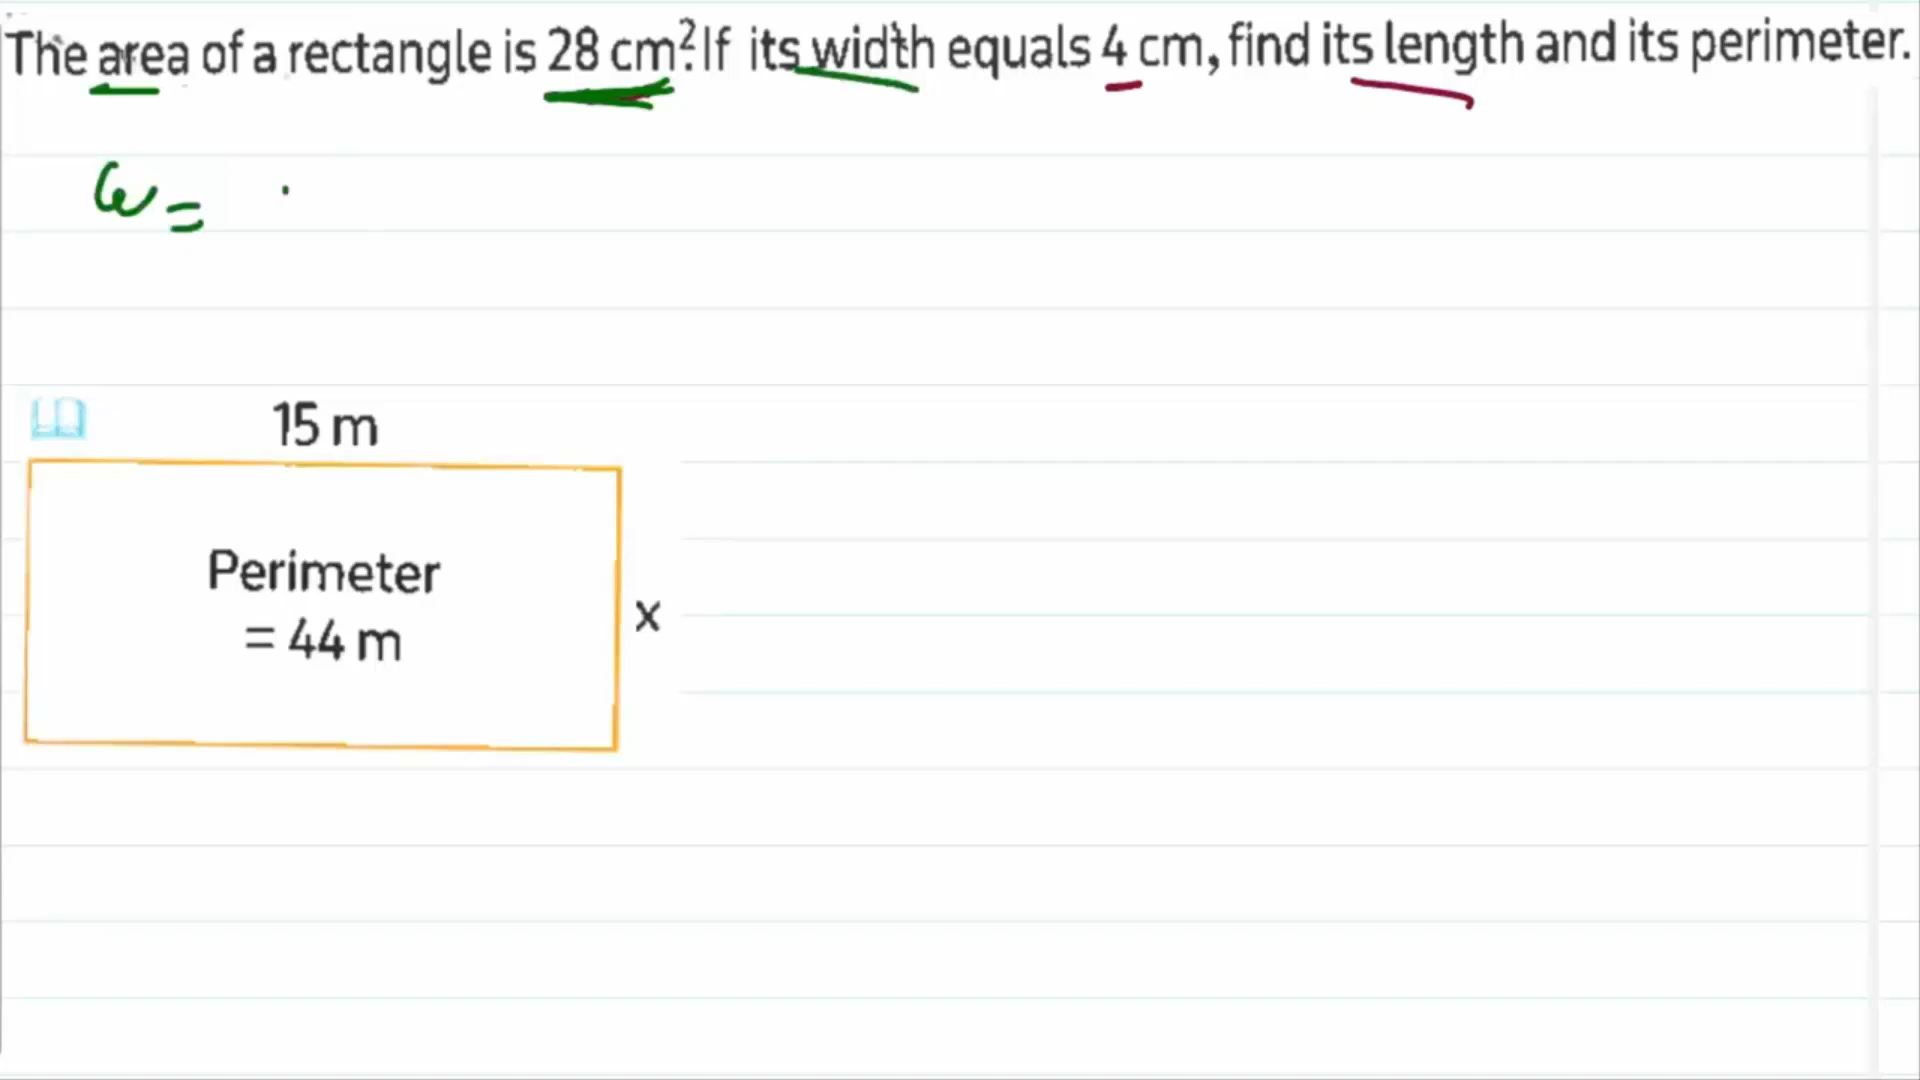 The area of a rectangle is 28 cm². If its width equals 4 cm, find its length and its perimeter.
W =
15 m
Perimeter
= 44 m
x